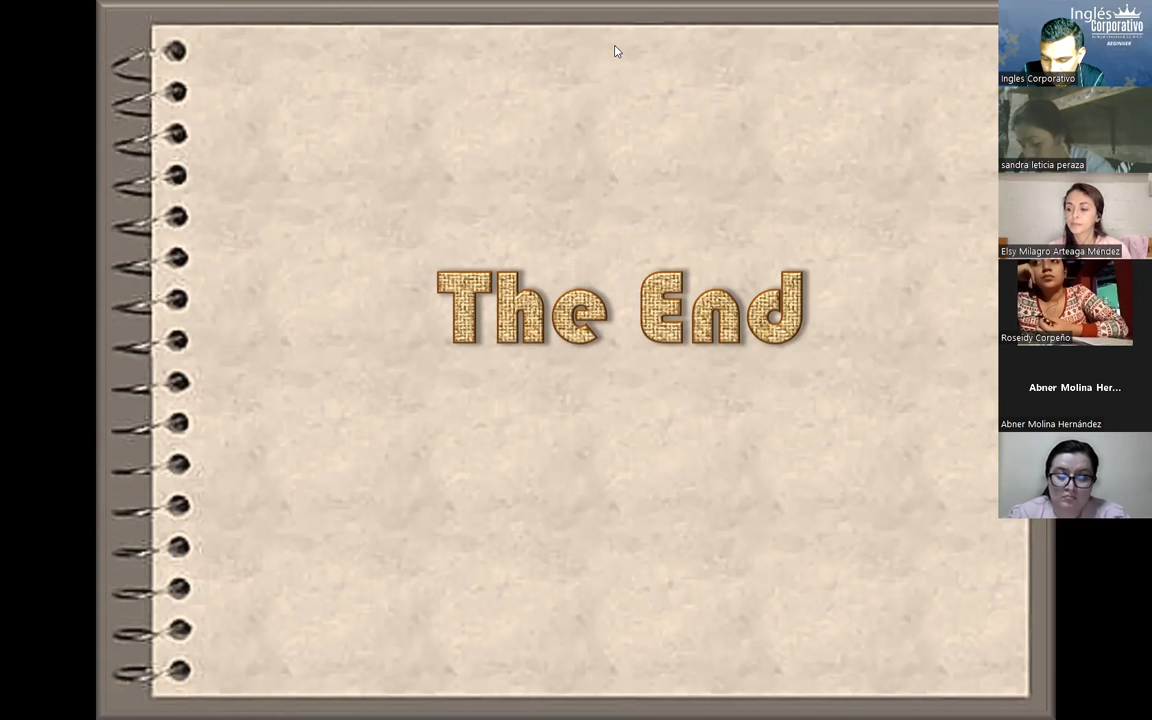 The End
Inglés
Corporativo
BEGINNER
Ingles Corporativo
sandra leticia peraza
Elsy Milagro Arteaga Méndez
Roseidy Corpeño
Abner Molina Her...
Abner Molina Hernández